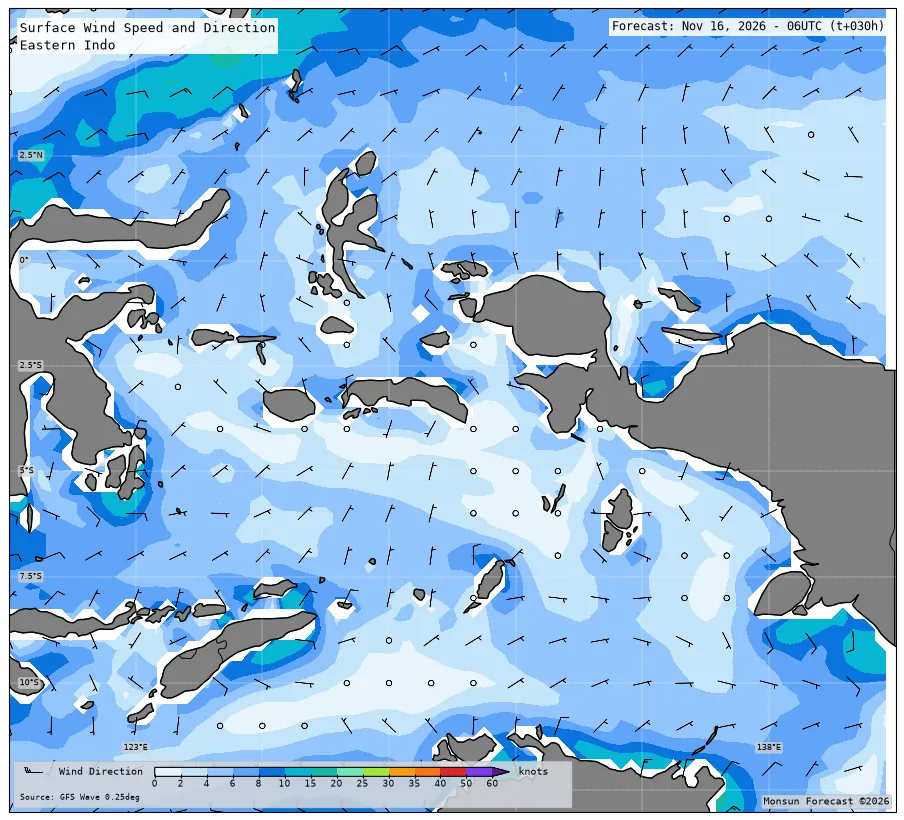 Surface Wind Speed and Direction
Eastern Indo
Forecast: Nov 16, 2026 - 06UTC (t+030h)
2.5°N
0°
2.5°S
5°S
7.5°S
10°S
123°E
138°E
Wind Direction
0 2 4 6 8 10 15 20 25 30 35 40 50 60
knots
Source: GFS Wave 0.25deg
Monsun Forecast ©2026